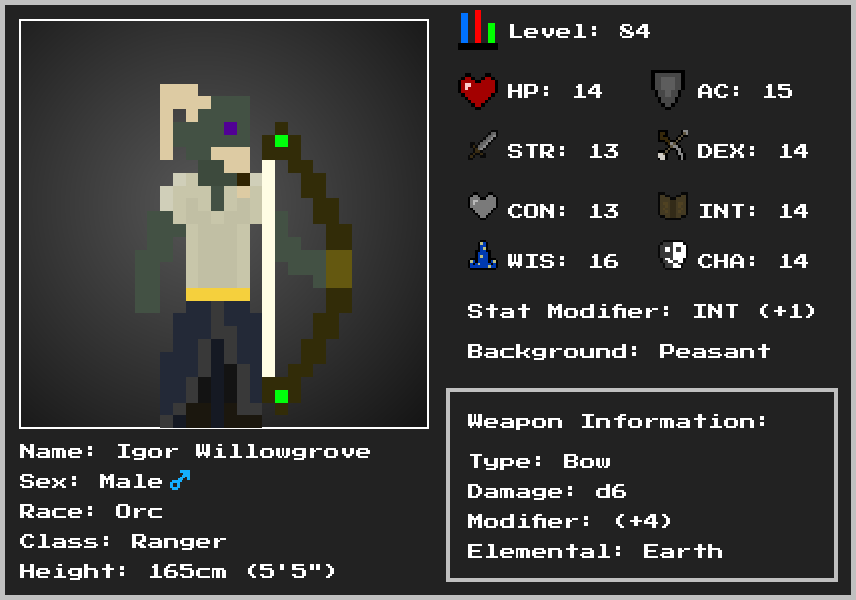 Level: 84
HP: 14
AC: 15
STR: 13
DEX: 14
CON: 13
INT: 14
WIS: 16
CHA: 14
Stat Modifier: INT (+1)
Background: Peasant
Weapon Information:
Type: Bow
Damage: d6
Modifier: (+4)
Elemental: Earth
Name: Igor Willowgrove
Sex: Male ♂
Race: Orc
Class: Ranger
Height: 165cm (5'5")